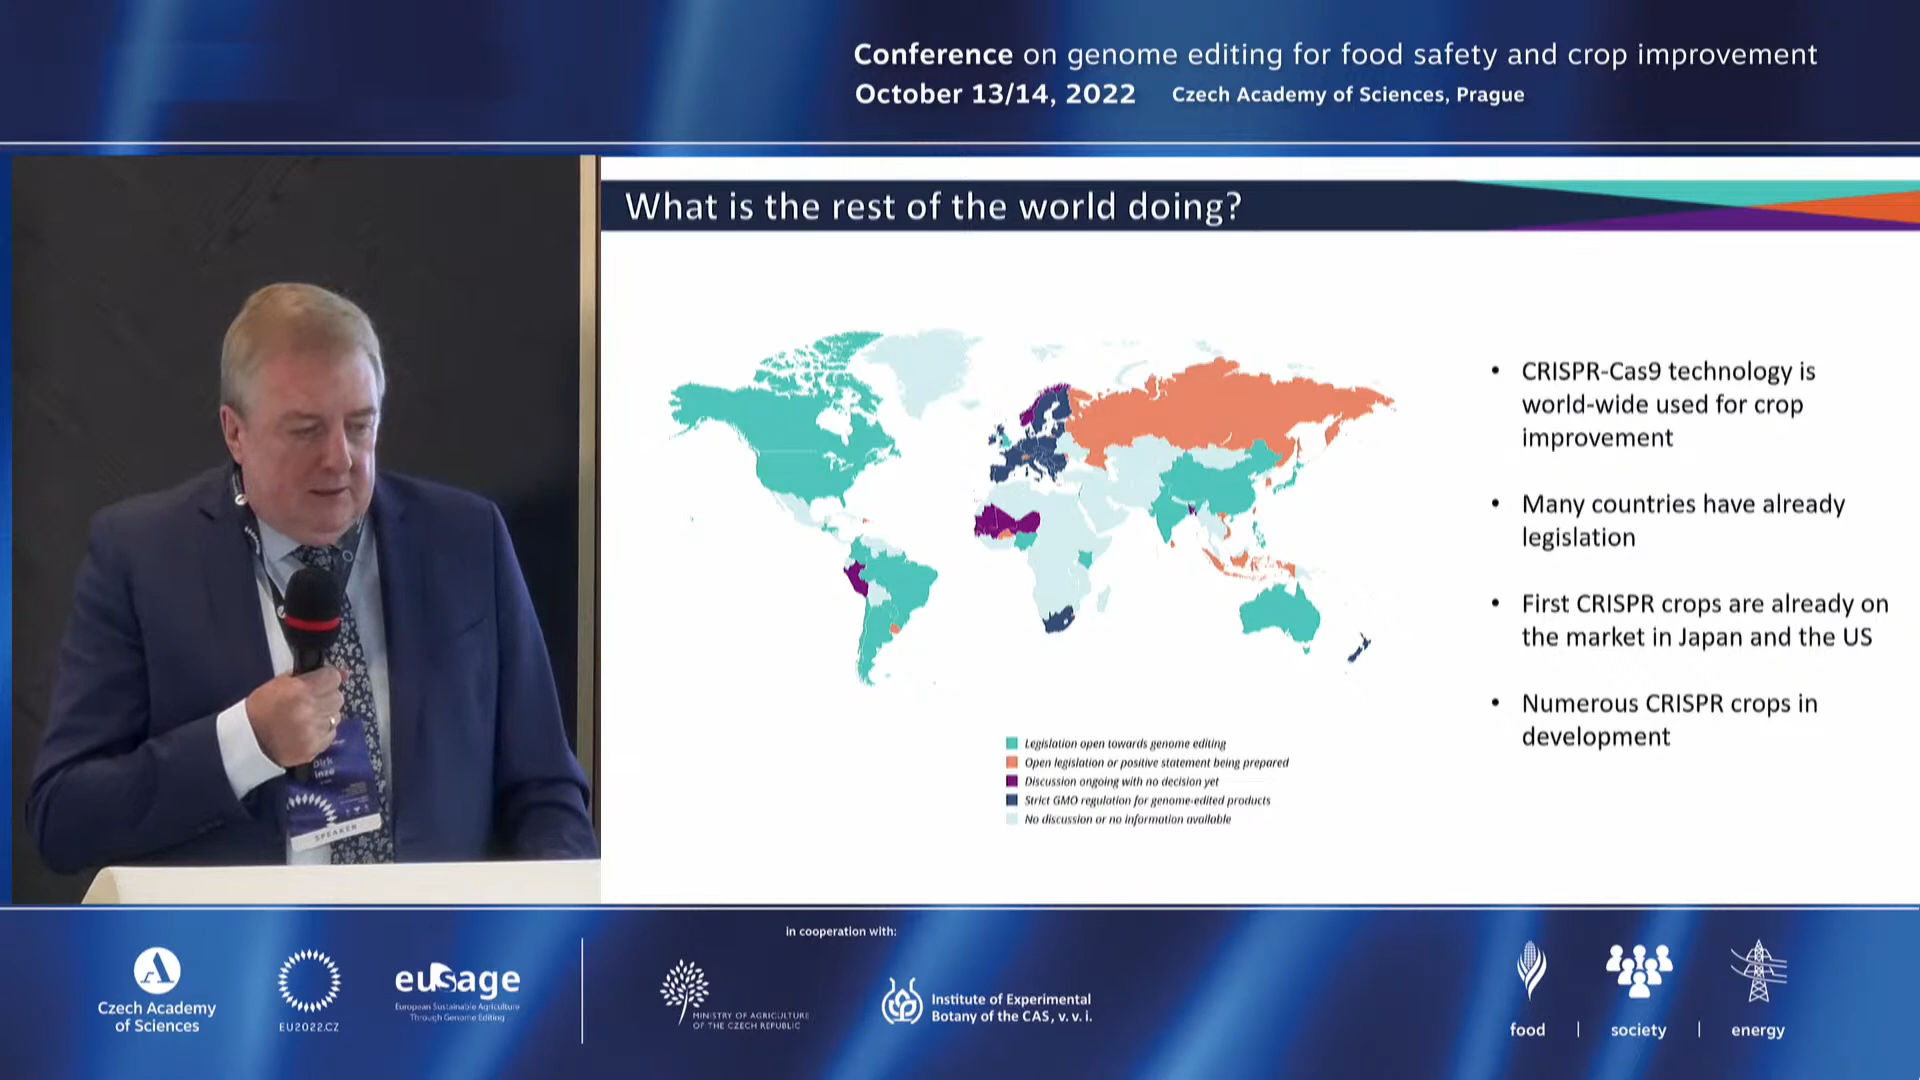 Conference on genome editing for food safety and crop improvement
October 13/14, 2022 Czech Academy of Sciences, Prague
What is the rest of the world doing?
• CRISPR-Cas9 technology is
world-wide used for crop
improvement
• Many countries have already
legislation
• First CRISPR crops are already on
the market in Japan and the US
• Numerous CRISPR crops in
development
Legislation open towards genome editing
Open legislation or positive statement being prepared
Discussion ongoing with no decision yet
Strict GMO regulation for genome-edited products
No discussion or no information available
Dirk
Inzé
SPEAKER
in cooperation with:
Czech Academy
of Sciences
EU2022.CZ
eusage
European Sustainable Agriculture
Through Genome Editing
MINISTRY OF AGRICULTURE
OF THE CZECH REPUBLIC
Institute of Experimental
Botany of the CAS, v. v. i.
food | society | energy